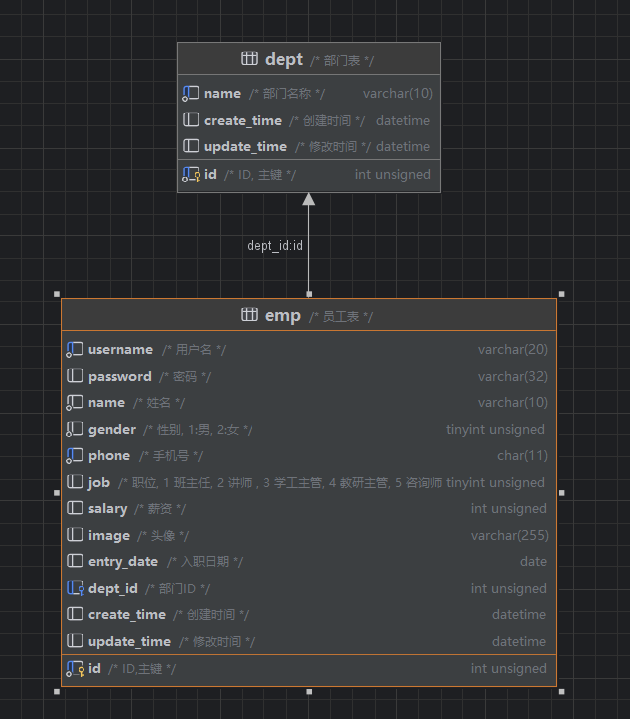 dept /* 部门表 */
name /* 部门名称 */ varchar(10)
create_time /* 创建时间 */ datetime
update_time /* 修改时间 */ datetime
id /* ID, 主键 */ int unsigned
dept_id:id
emp /* 员工表 */
username /* 用户名 */ varchar(20)
password /* 密码 */ varchar(32)
name /* 姓名 */ varchar(10)
gender /* 性别, 1:男, 2:女 */ tinyint unsigned
phone /* 手机号 */ char(11)
job /* 职位, 1 班主任, 2 讲师 , 3 学工主管, 4 教研主管, 5 咨询师 tinyint unsigned
salary /* 薪资 */ int unsigned
image /* 头像 */ varchar(255)
entry_date /* 入职日期 */ date
dept_id /* 部门ID */ int unsigned
create_time /* 创建时间 */ datetime
update_time /* 修改时间 */ datetime
id /* ID,主键 */ int unsigned